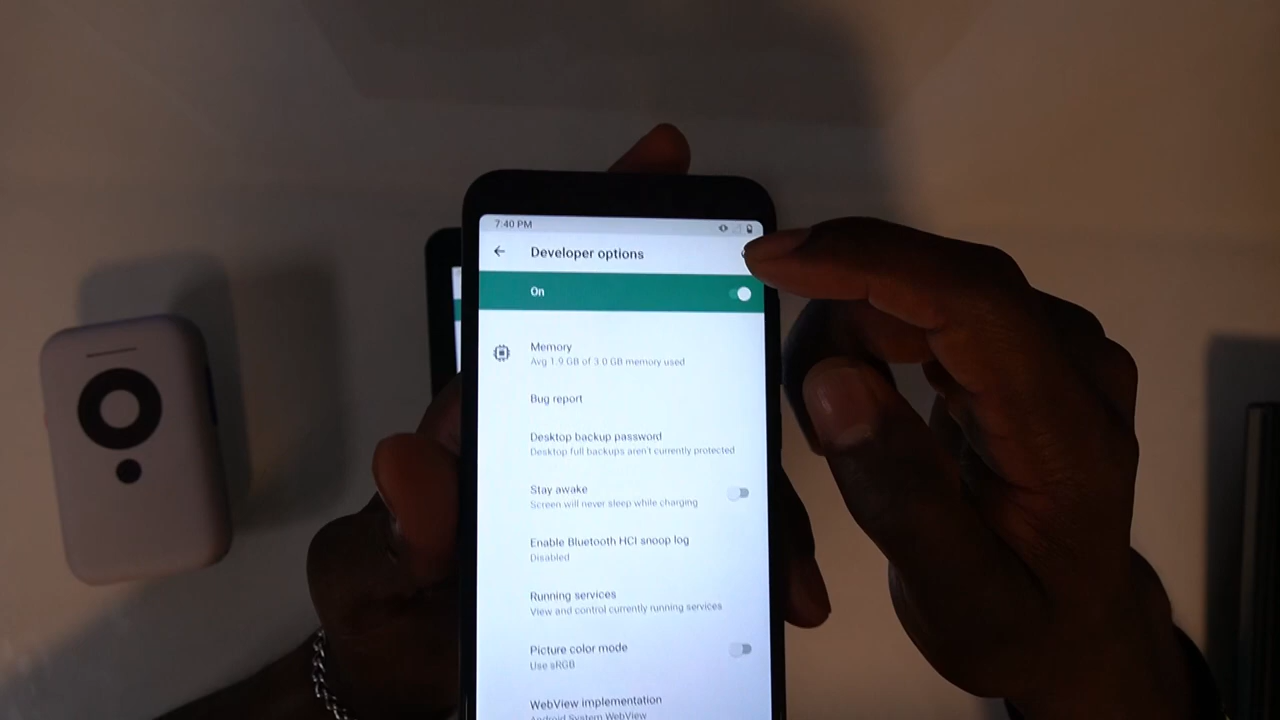 7:40 PM
Developer options
On
Memory
Avg 1.9 GB of 3.0 GB memory used
Bug report
Desktop backup password
Desktop full backups aren't currently protected
Stay awake
Screen will never sleep while charging
Enable Bluetooth HCI snoop log
Disabled
Running services
View and control currently running services
Picture color mode
Use sRGB
WebView implementation
Android System WebView